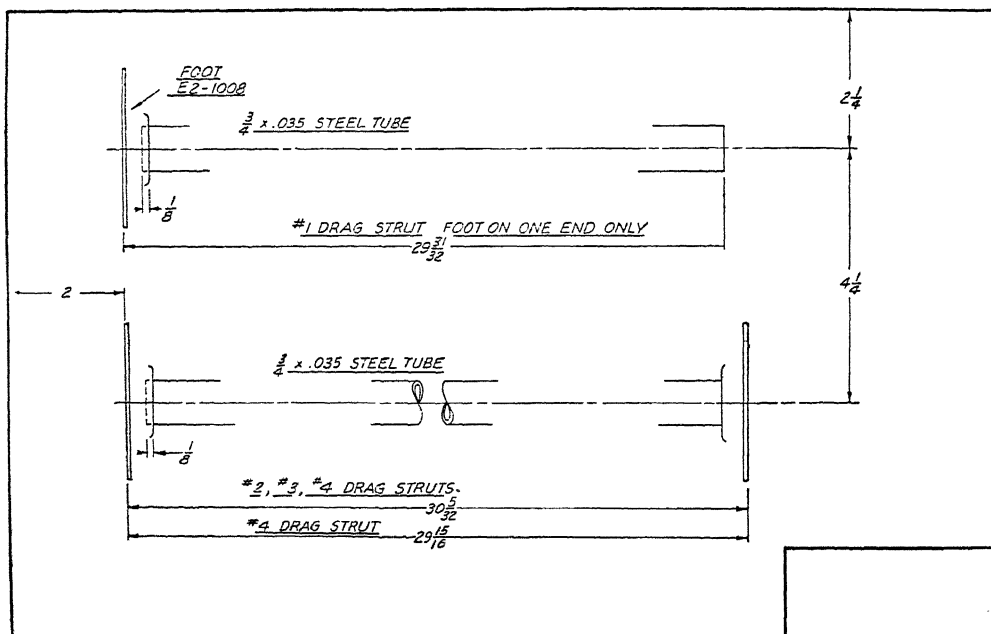 FOOT
E2-1008
3/4 x .035 STEEL TUBE
2 1/4
1/8
#1 DRAG STRUT FOOT ON ONE END ONLY
29 31/32
2
4 1/4
3/4 x .035 STEEL TUBE
1/8
#2, #3, #4 DRAG STRUTS.
30 5/32
#4 DRAG STRUT
29 15/16